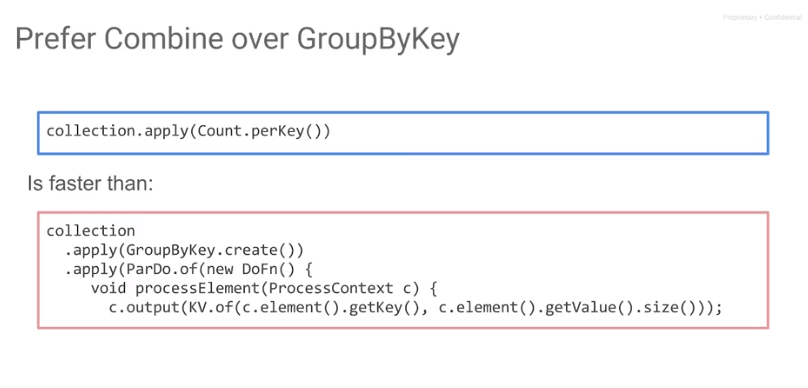 Proprietary + Confidential
Prefer Combine over GroupByKey
collection.apply(Count.perKey())
Is faster than:
collection
.apply(GroupByKey.create())
.apply(ParDo.of(new DoFn() {
void processElement(ProcessContext c) {
c.output(KV.of(c.element().getKey(), c.element().getValue().size()));